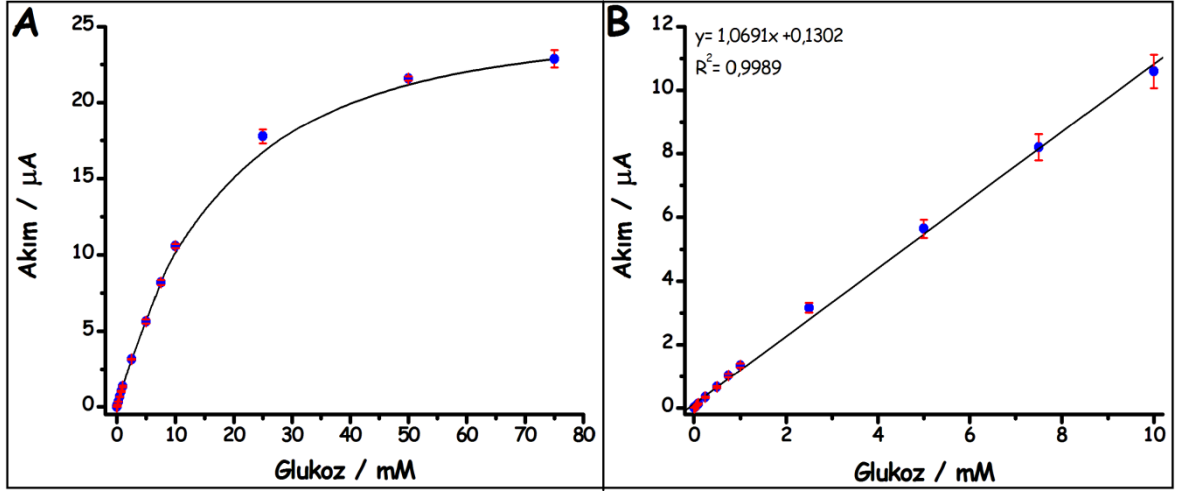 A
25
20
15
10
5
0
Akım / μA
0 10 20 30 40 50 60 70 80
Glukoz / mM
B
y= 1,0691x +0,1302
R²= 0,9989
12
10
8
6
4
2
0
Akım / μA
0 2 4 6 8 10
Glukoz / mM